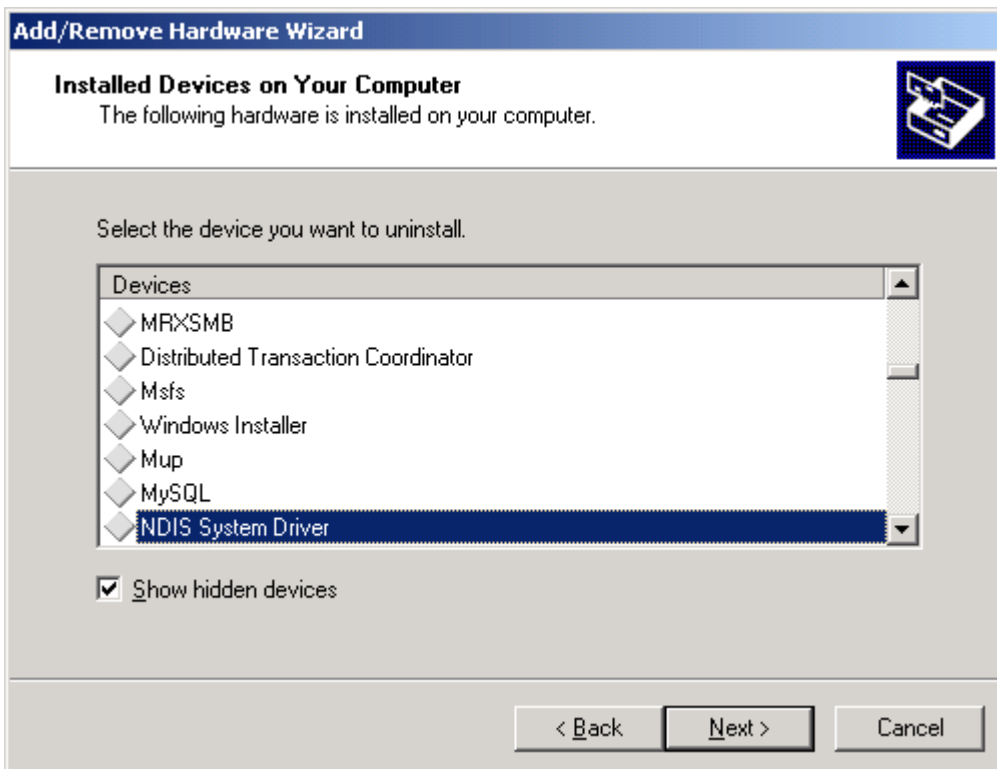 Add/Remove Hardware Wizard
Installed Devices on Your Computer
The following hardware is installed on your computer.
Select the device you want to uninstall.
Devices
MRXSMB
Distributed Transaction Coordinator
Msfs
Windows Installer
Mup
MySQL
NDIS System Driver
Show hidden devices
< Back Next > Cancel